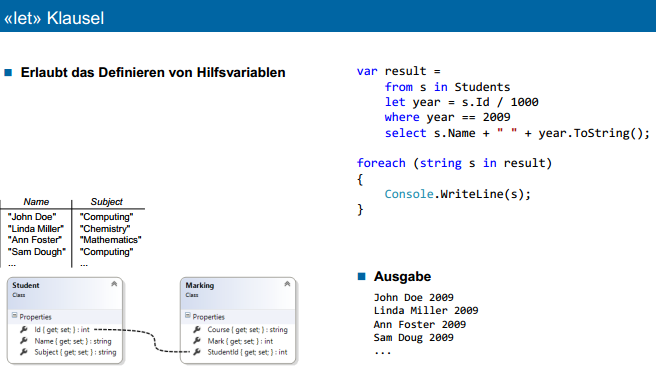 «let» Klausel
Erlaubt das Definieren von Hilfsvariablen
var result =
from s in Students
let year = s.Id / 1000
where year == 2009
select s.Name + " " + year.ToString();
foreach (string s in result)
{
Console.WriteLine(s);
}
Name Subject
"John Doe" "Computing"
"Linda Miller" "Chemistry"
"Ann Foster" "Mathematics"
"Sam Dough" "Computing"
... ...
Student
Class
Properties
Id { get; set; } : int
Name { get; set; } : string
Subject { get; set; } : string
Marking
Class
Properties
Course { get; set; } : string
Mark { get; set; } : int
StudentId { get; set; } : int
Ausgabe
John Doe 2009
Linda Miller 2009
Ann Foster 2009
Sam Doug 2009
...